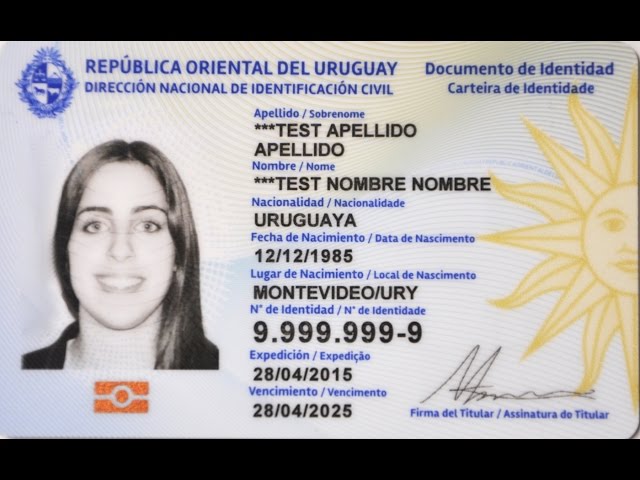 REPÚBLICA ORIENTAL DEL URUGUAY
DIRECCIÓN NACIONAL DE IDENTIFICACIÓN CIVIL
Documento de Identidad
Carteira de Identidade
Apellido / Sobrenome
***TEST APELLIDO
APELLIDO
Nombre / Nome
***TEST NOMBRE NOMBRE
Nacionalidad / Nacionalidade
URUGUAYA
Fecha de Nacimiento / Data de Nascimento
12/12/1985
Lugar de Nacimiento / Local de Nascimento
MONTEVIDEO/URY
N° de Identidad / N° de Identidade
9.999.999-9
Expedición / Expedição
28/04/2015
Vencimiento / Vencimento
28/04/2025
Firma del Titular / Assinatura do Titular